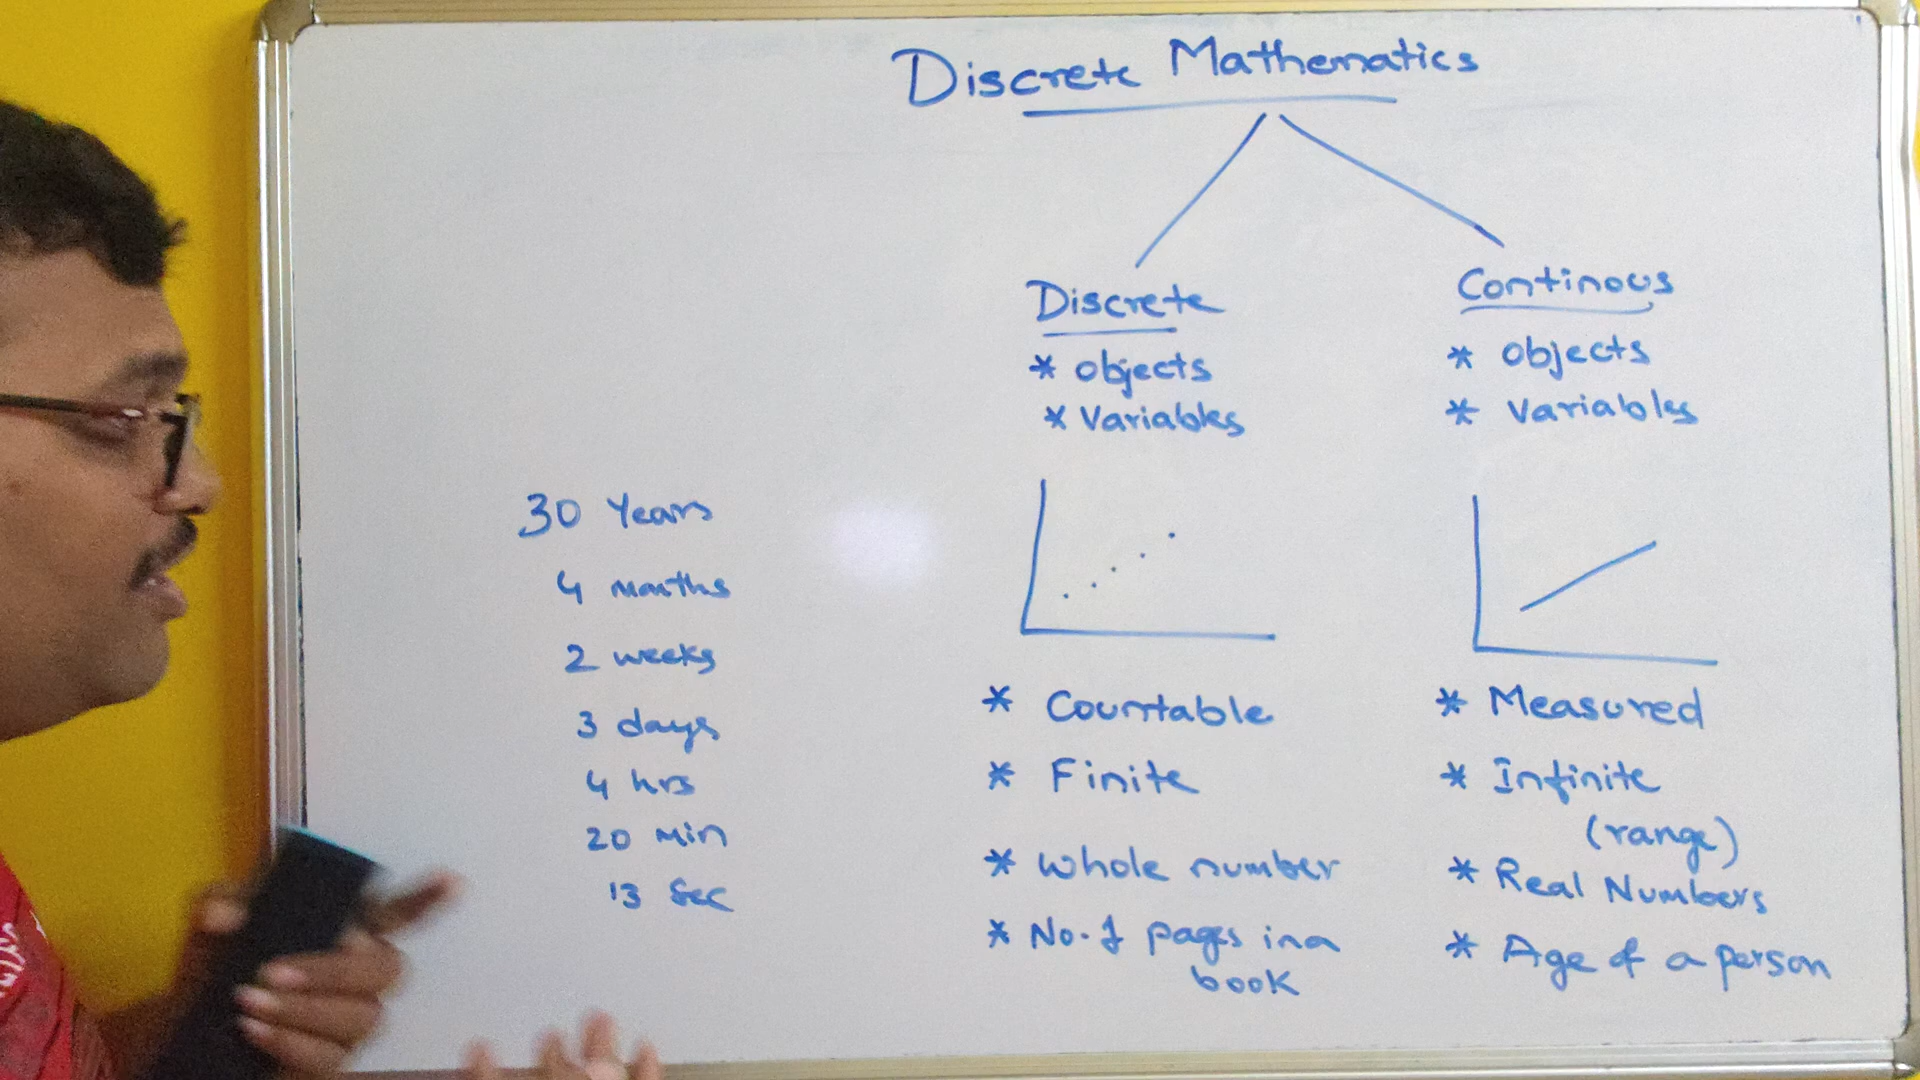 Discrete Mathematics
Discrete
* objects
* Variables
Continous
* objects
* Variables
30 Years
4 months
2 weeks
3 days
4 hrs
20 Min
13 Sec
* Countable
* Finite
* Whole number
* No. of pages in a
book
* Measured
* Infinite
(range)
* Real Numbers
* Age of a person